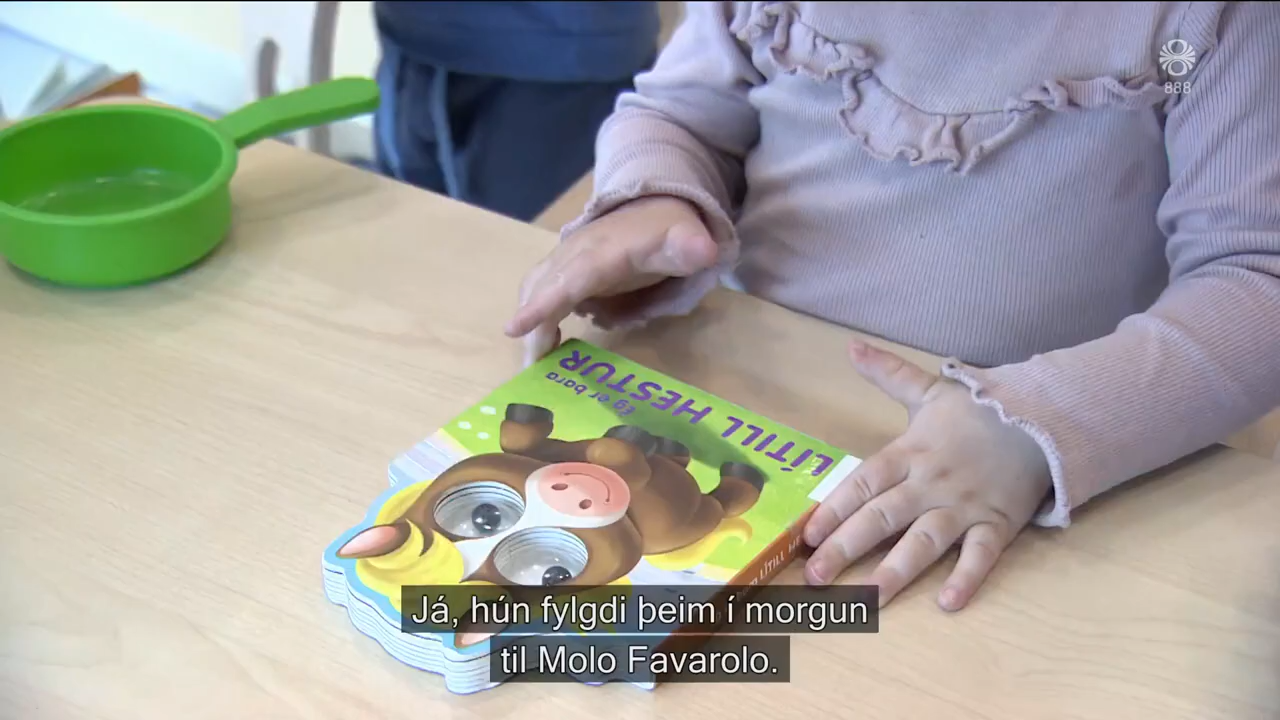 888
Ég er bara
LÍTILL HESTUR
Já, hún fylgdi þeim í morgun
til Molo Favarolo.